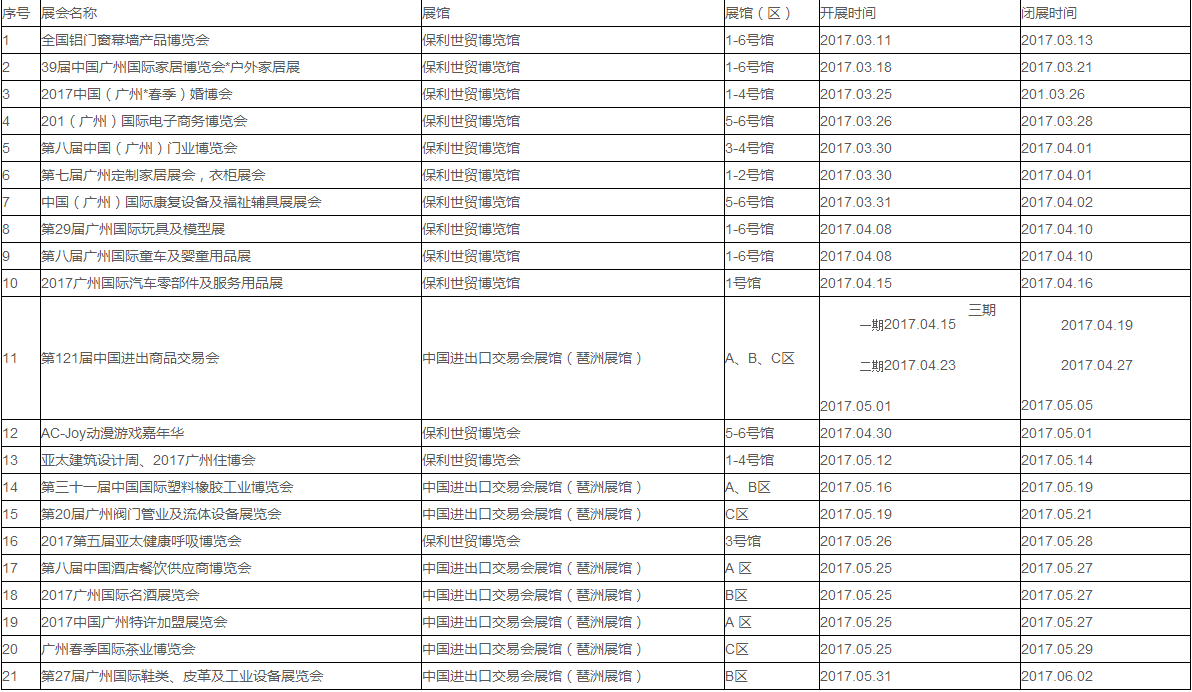 序号 展会名称 展馆 展馆（区） 开展时间 闭展时间
1 全国铝门窗幕墙产品博览会 保利世贸博览馆 1-6号馆 2017.03.11 2017.03.13
2 39届中国广州国际家居博览会*户外家居展 保利世贸博览馆 1-6号馆 2017.03.18 2017.03.21
3 2017中国（广州*春季）婚博会 保利世贸博览馆 1-4号馆 2017.03.25 201.03.26
4 201（广州）国际电子商务博览会 保利世贸博览馆 5-6号馆 2017.03.26 2017.03.28
5 第八届中国（广州）门业博览会 保利世贸博览馆 3-4号馆 2017.03.30 2017.04.01
6 第七届广州定制家居展会，衣柜展会 保利世贸博览馆 1-2号馆 2017.03.30 2017.04.01
7 中国（广州）国际康复设备及福祉辅具展展会 保利世贸博览馆 5-6号馆 2017.03.31 2017.04.02
8 第29届广州国际玩具及模型展 保利世贸博览馆 1-6号馆 2017.04.08 2017.04.10
9 第八届广州国际童车及婴童用品展 保利世贸博览馆 1-6号馆 2017.04.08 2017.04.10
10 2017广州国际汽车零部件及服务用品展 保利世贸博览馆 1号馆 2017.04.15 2017.04.16
三期
一期2017.04.15 2017.04.19
11 第121届中国进出商品交易会 中国进出口交易会展馆（琶洲展馆） A、B、C区
二期2017.04.23 2017.04.27
2017.05.01 2017.05.05
12 AC-Joy动漫游戏嘉年华 保利世贸博览会 5-6号馆 2017.04.30 2017.05.01
13 亚太建筑设计周、2017广州住博会 保利世贸博览会 1-4号馆 2017.05.12 2017.05.14
14 第三十一届中国国际塑料橡胶工业博览会 中国进出口交易会展馆（琶洲展馆） A、B区 2017.05.16 2017.05.19
15 第20届广州阀门管业及流体设备展览会 中国进出口交易会展馆（琶洲展馆） C区 2017.05.19 2017.05.21
16 2017第五届亚太健康呼吸博览会 保利世贸博览会 3号馆 2017.05.26 2017.05.28
17 第八届中国酒店餐饮供应商博览会 中国进出口交易会展馆（琶洲展馆） A 区 2017.05.25 2017.05.27
18 2017广州国际名酒展览会 中国进出口交易会展馆（琶洲展馆） B区 2017.05.25 2017.05.27
19 2017中国广州特许加盟展览会 中国进出口交易会展馆（琶洲展馆） A 区 2017.05.25 2017.05.27
20 广州春季国际茶业博览会 中国进出口交易会展馆（琶洲展馆） C区 2017.05.25 2017.05.29
21 第27届广州国际鞋类、皮革及工业设备展览会 中国进出口交易会展馆（琶洲展馆） B区 2017.05.31 2017.06.02